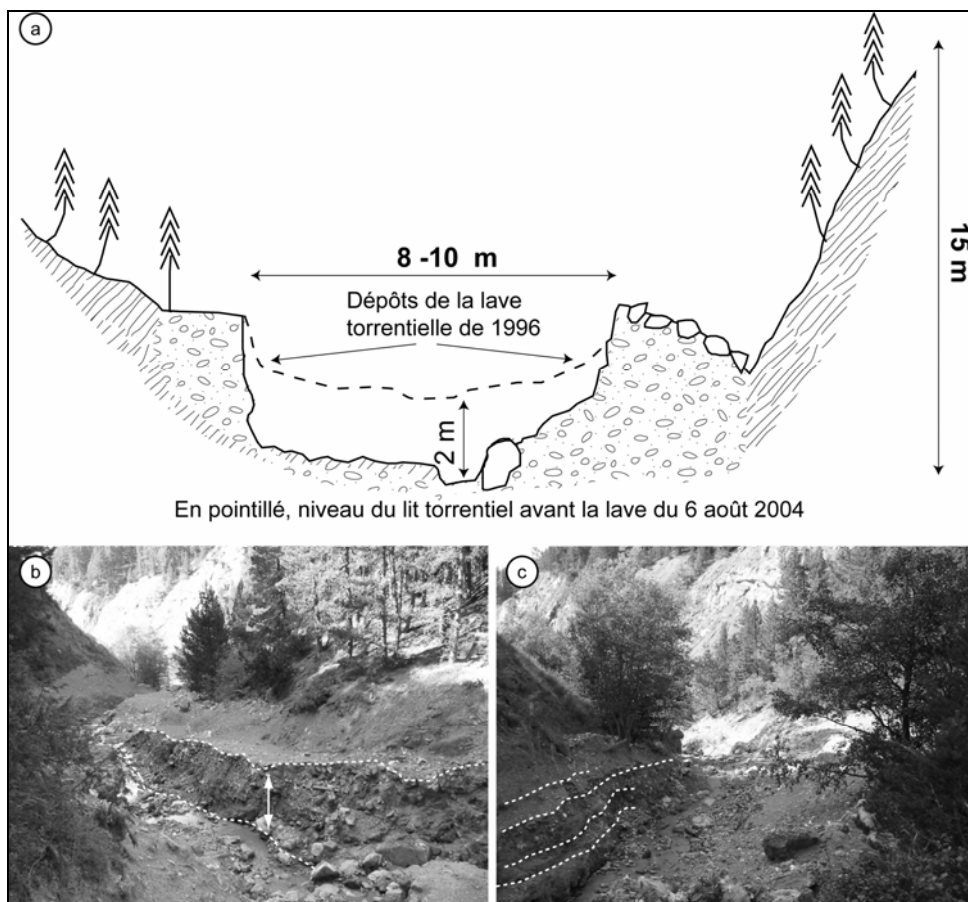 a
8 -10 m
Dépôts de la lave
torrentielle de 1996
15 m
2 m
En pointillé, niveau du lit torrentiel avant la lave du 6 août 2004
b
c